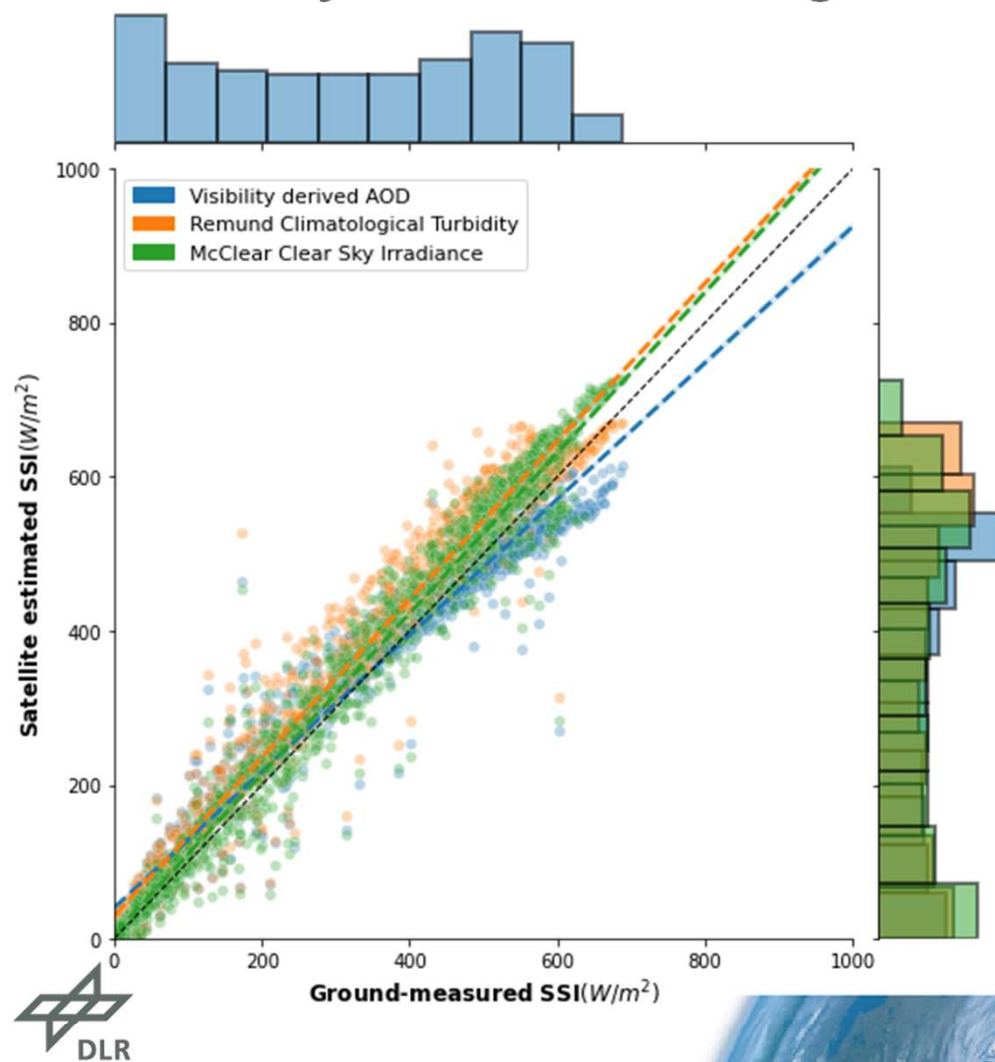 1000
800
600
400
200
0
Visibility derived AOD
Remund Climatological Turbidity
McClear Clear Sky Irradiance
Satellite estimated SSI(W/m²)
0 200 400 600 800 1000
Ground-measured SSI(W/m²)
DLR